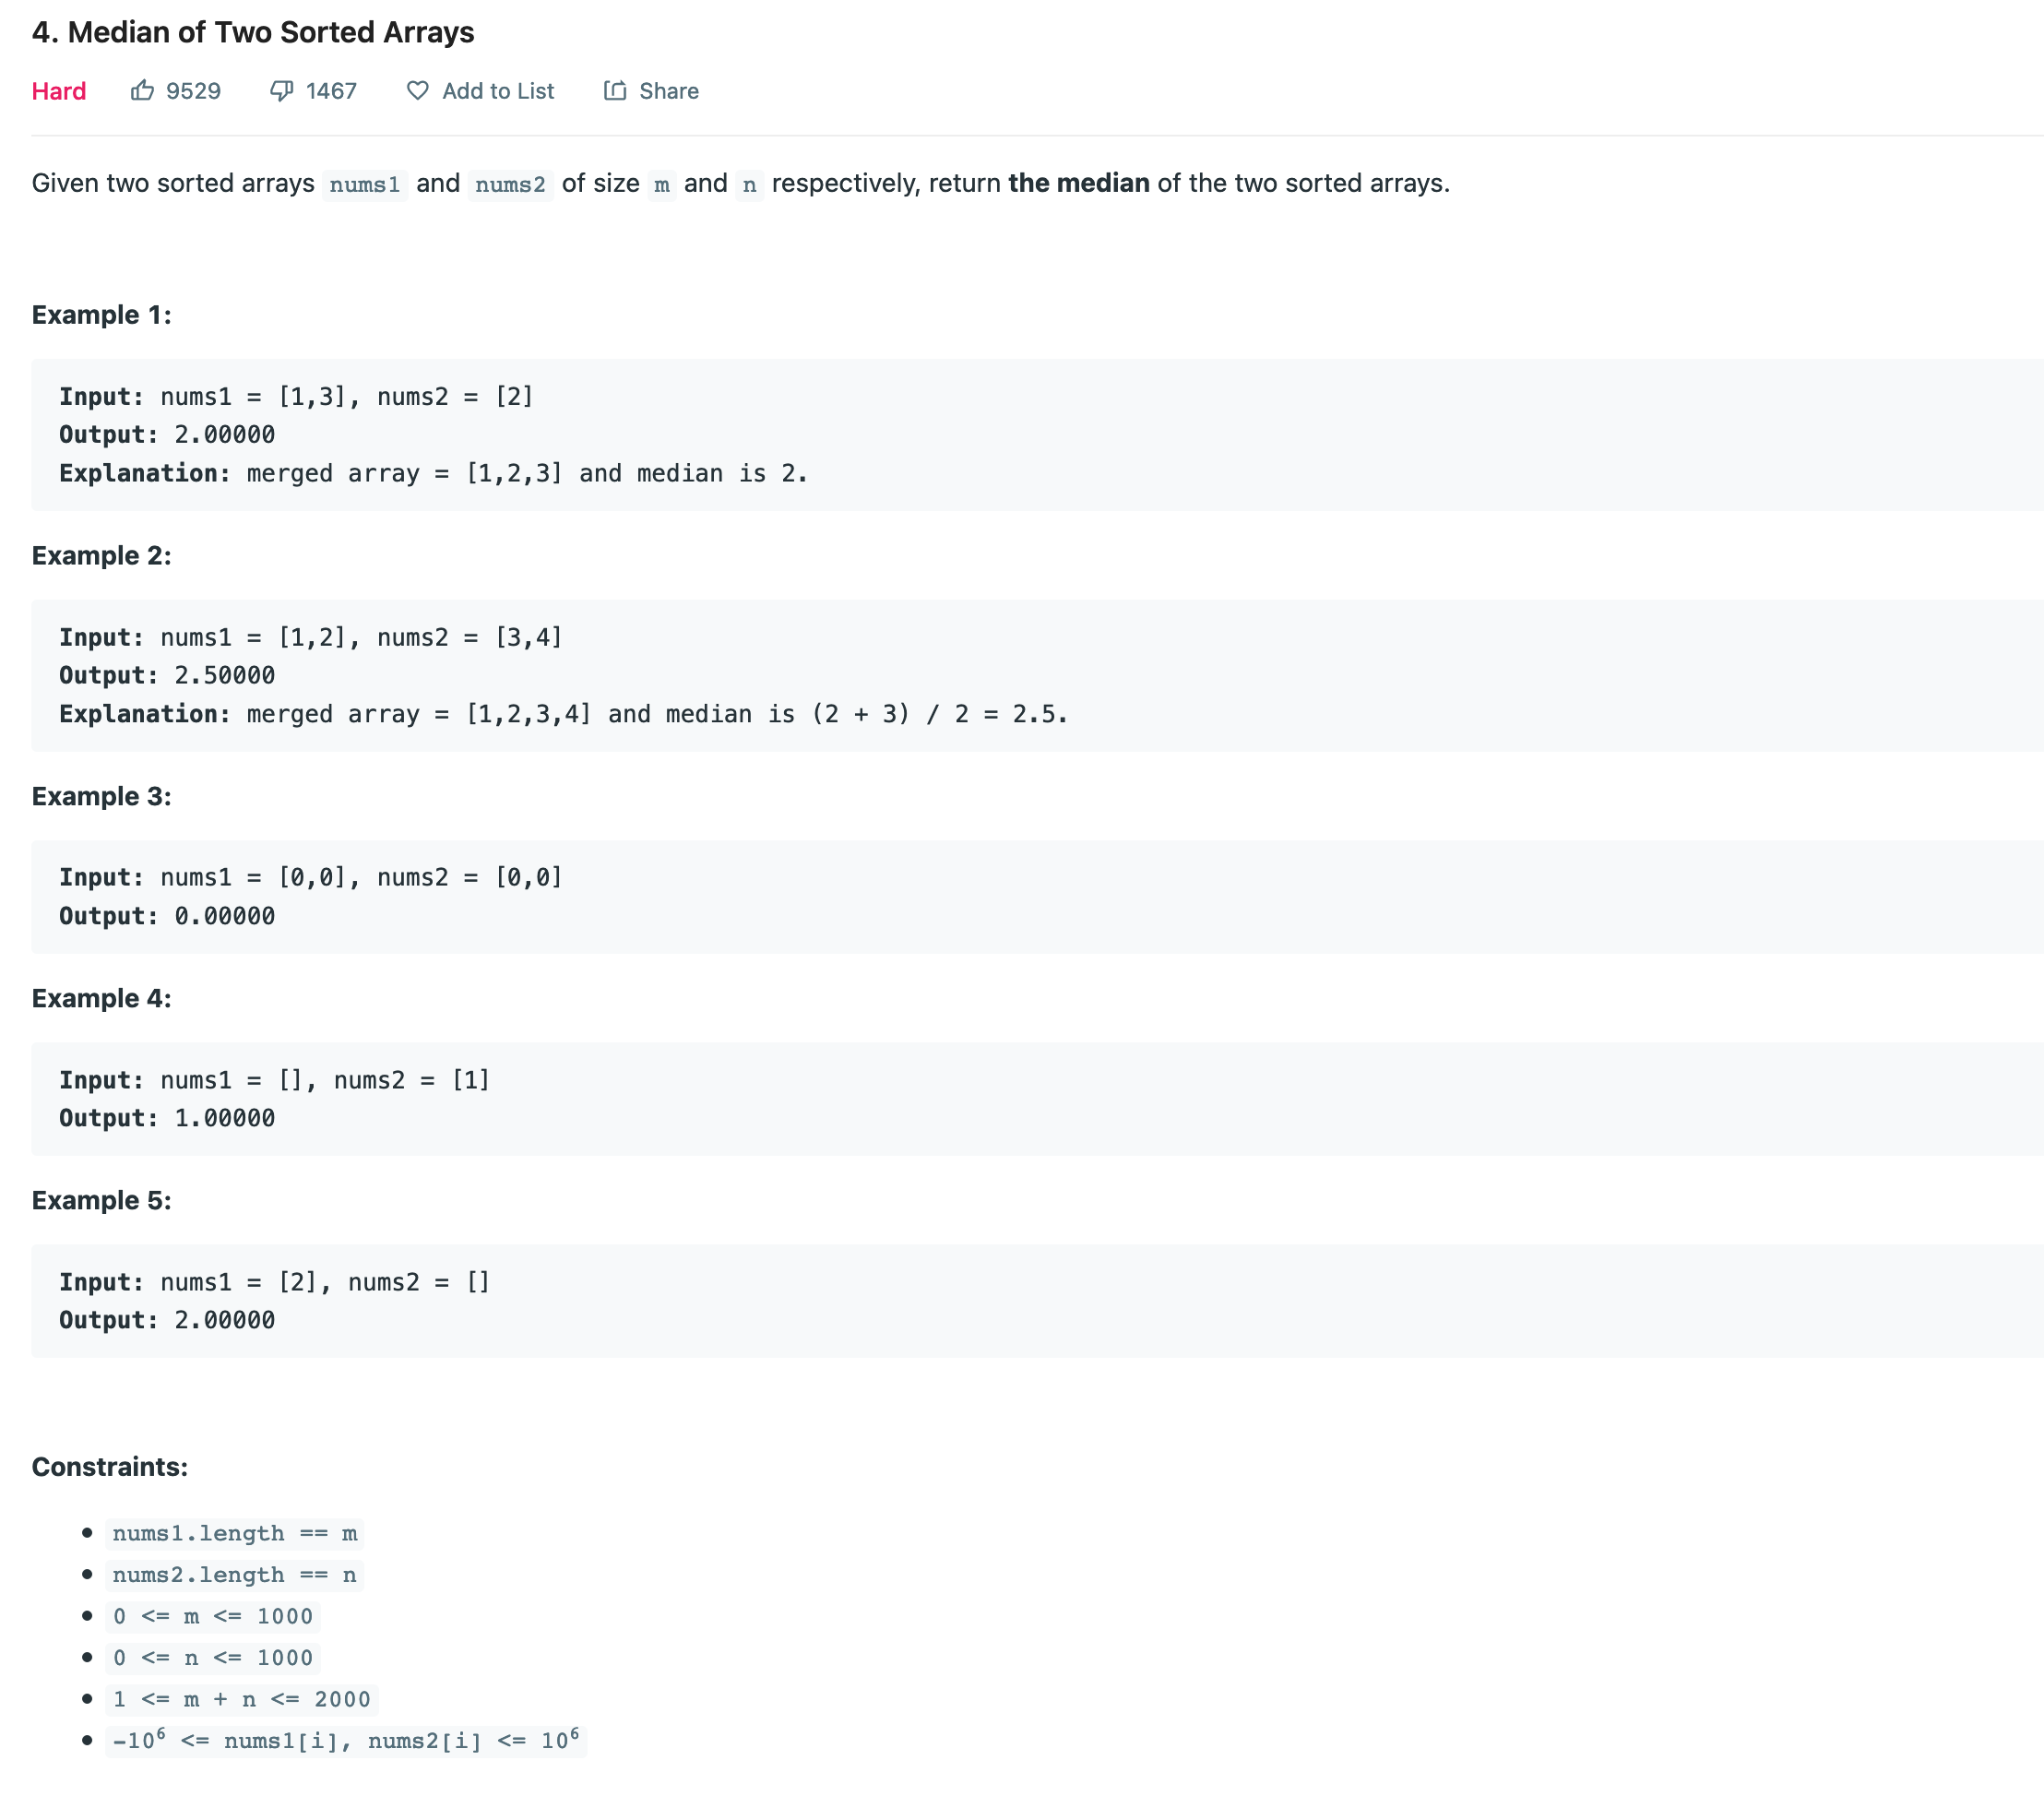 4. Median of Two Sorted Arrays
Hard 9529 1467 Add to List Share
Given two sorted arrays nums1 and nums2 of size m and n respectively, return the median of the two sorted arrays.
Example 1:
Input: nums1 = [1,3], nums2 = [2]
Output: 2.00000
Explanation: merged array = [1,2,3] and median is 2.
Example 2:
Input: nums1 = [1,2], nums2 = [3,4]
Output: 2.50000
Explanation: merged array = [1,2,3,4] and median is (2 + 3) / 2 = 2.5.
Example 3:
Input: nums1 = [0,0], nums2 = [0,0]
Output: 0.00000
Example 4:
Input: nums1 = [], nums2 = [1]
Output: 1.00000
Example 5:
Input: nums1 = [2], nums2 = []
Output: 2.00000
Constraints:
• nums1.length == m
• nums2.length == n
• 0 <= m <= 1000
• 0 <= n <= 1000
• 1 <= m + n <= 2000
• -10⁶ <= nums1[i], nums2[i] <= 10⁶